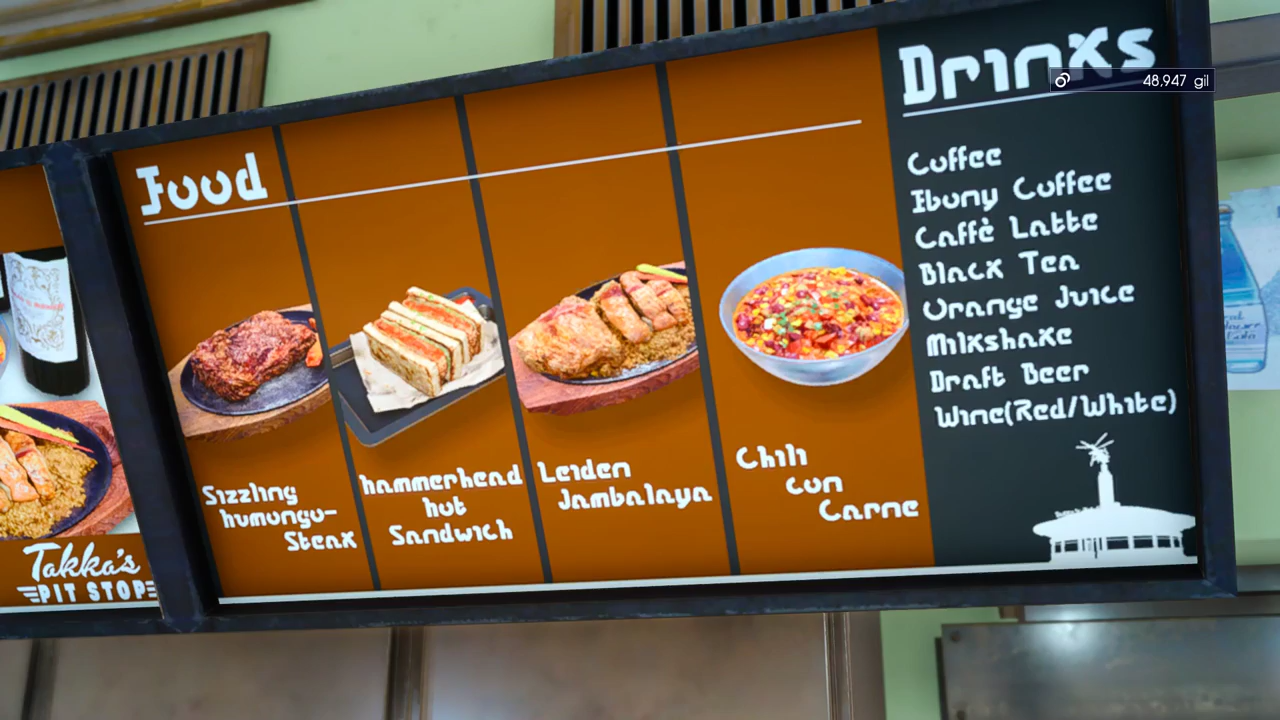 Food
Sizzling
humongo-
Steak
hammerhead
hot
Sandwich
Leiden
Jambalaya
Chili
con
Carne
Drinks
48,947 gil
Coffee
Ebony Coffee
Caffè Latte
Black Tea
Orange Juice
Milkshake
Draft Beer
Wine(Red/White)
Takka's
PIT STOP